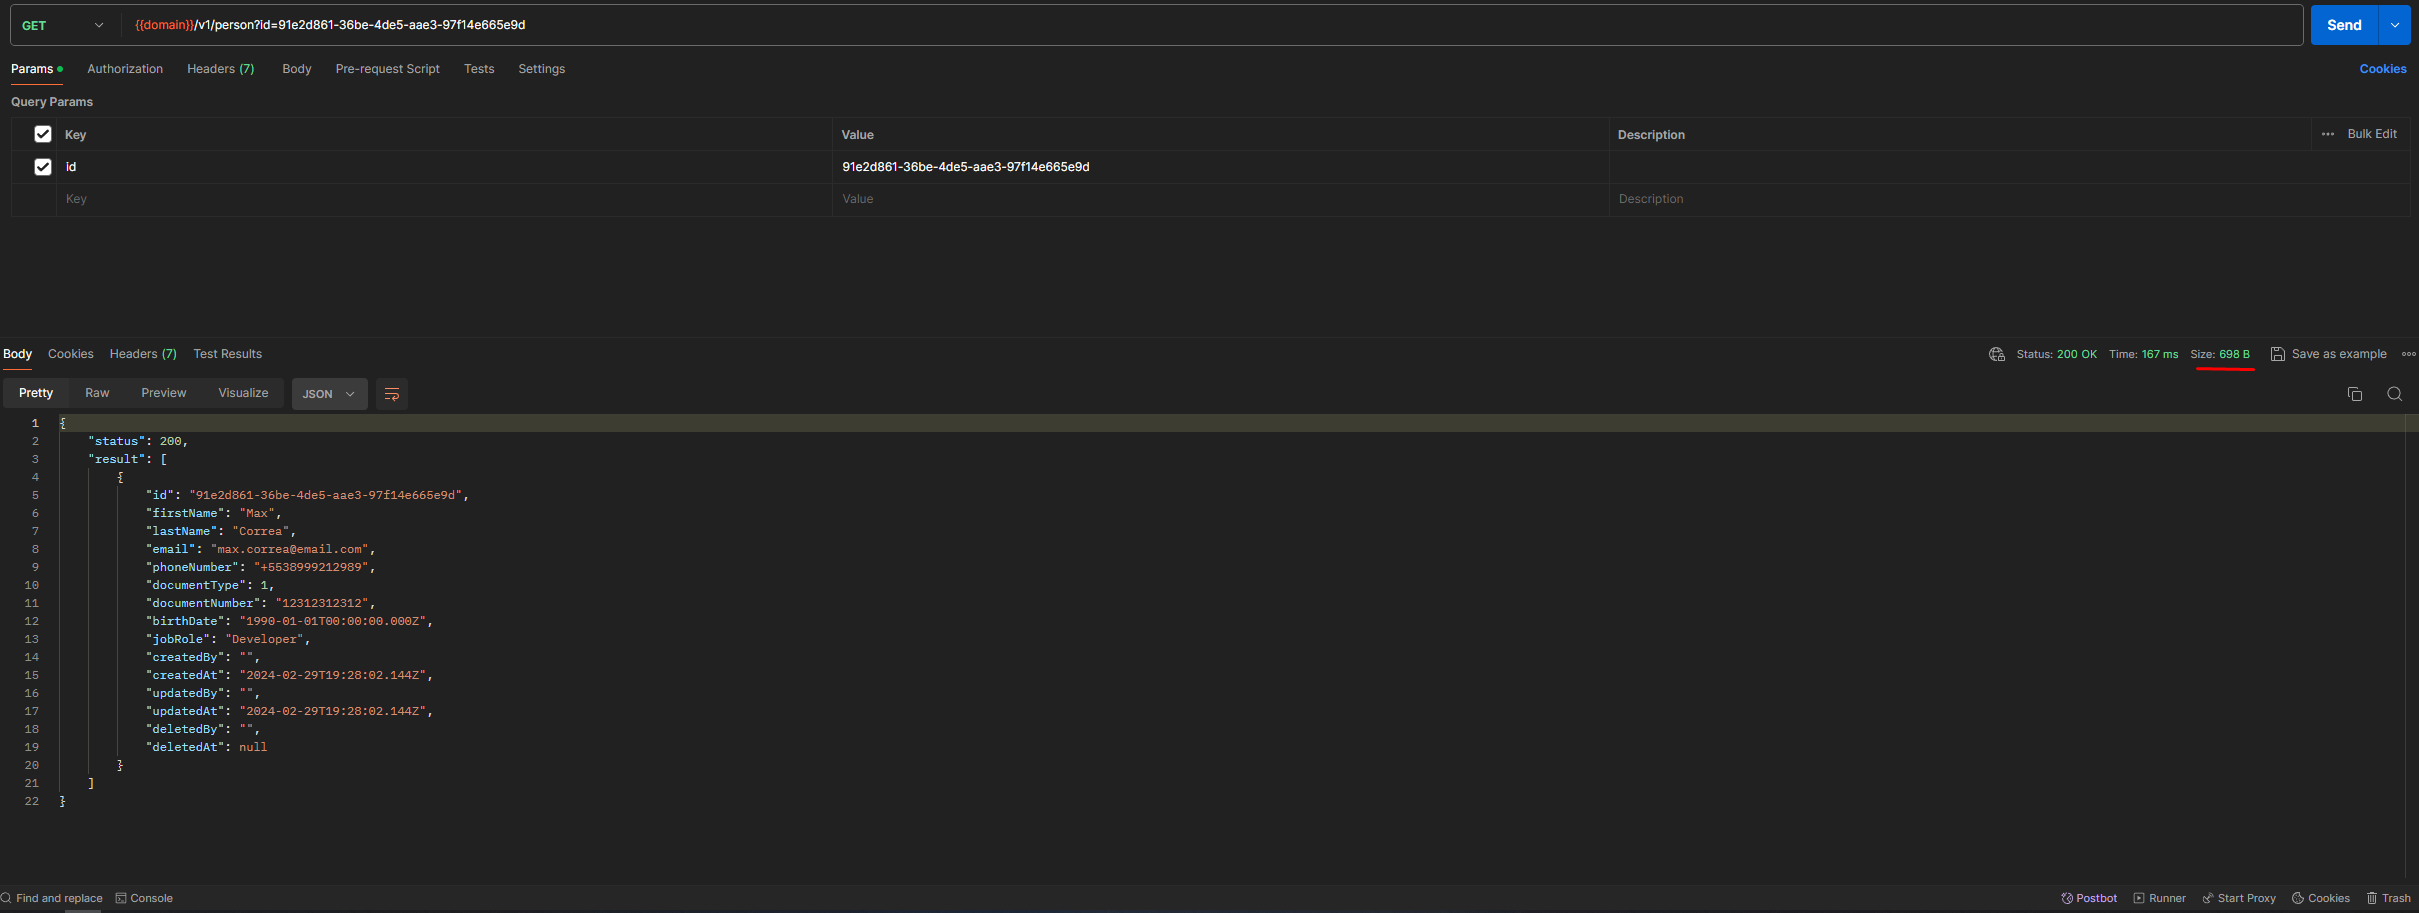 GET {{domain}}/v1/person?id=91e2d861-36be-4de5-aae3-97f14e665e9d Send
Params Authorization Headers (7) Body Pre-request Script Tests Settings Cookies
Query Params
Key Value Description Bulk Edit
id 91e2d861-36be-4de5-aae3-97f14e665e9d
Key Value Description
Body Cookies Headers (7) Test Results Status: 200 OK Time: 167 ms Size: 698 B Save as example
Pretty Raw Preview Visualize JSON
1 {
2 "status": 200,
3 "result": [
4 {
5 "id": "91e2d861-36be-4de5-aae3-97f14e665e9d",
6 "firstName": "Max",
7 "lastName": "Correa",
8 "email": "max.correa@email.com",
9 "phoneNumber": "+5538999212989",
10 "documentType": 1,
11 "documentNumber": "12312312312",
12 "birthDate": "1990-01-01T00:00:00.000Z",
13 "jobRole": "Developer",
14 "createdBy": "",
15 "createdAt": "2024-02-29T19:28:02.144Z",
16 "updatedBy": "",
17 "updatedAt": "2024-02-29T19:28:02.144Z",
18 "deletedBy": "",
19 "deletedAt": null
20 }
21 ]
22 }
Find and replace Console Postbot Runner Start Proxy Cookies Trash